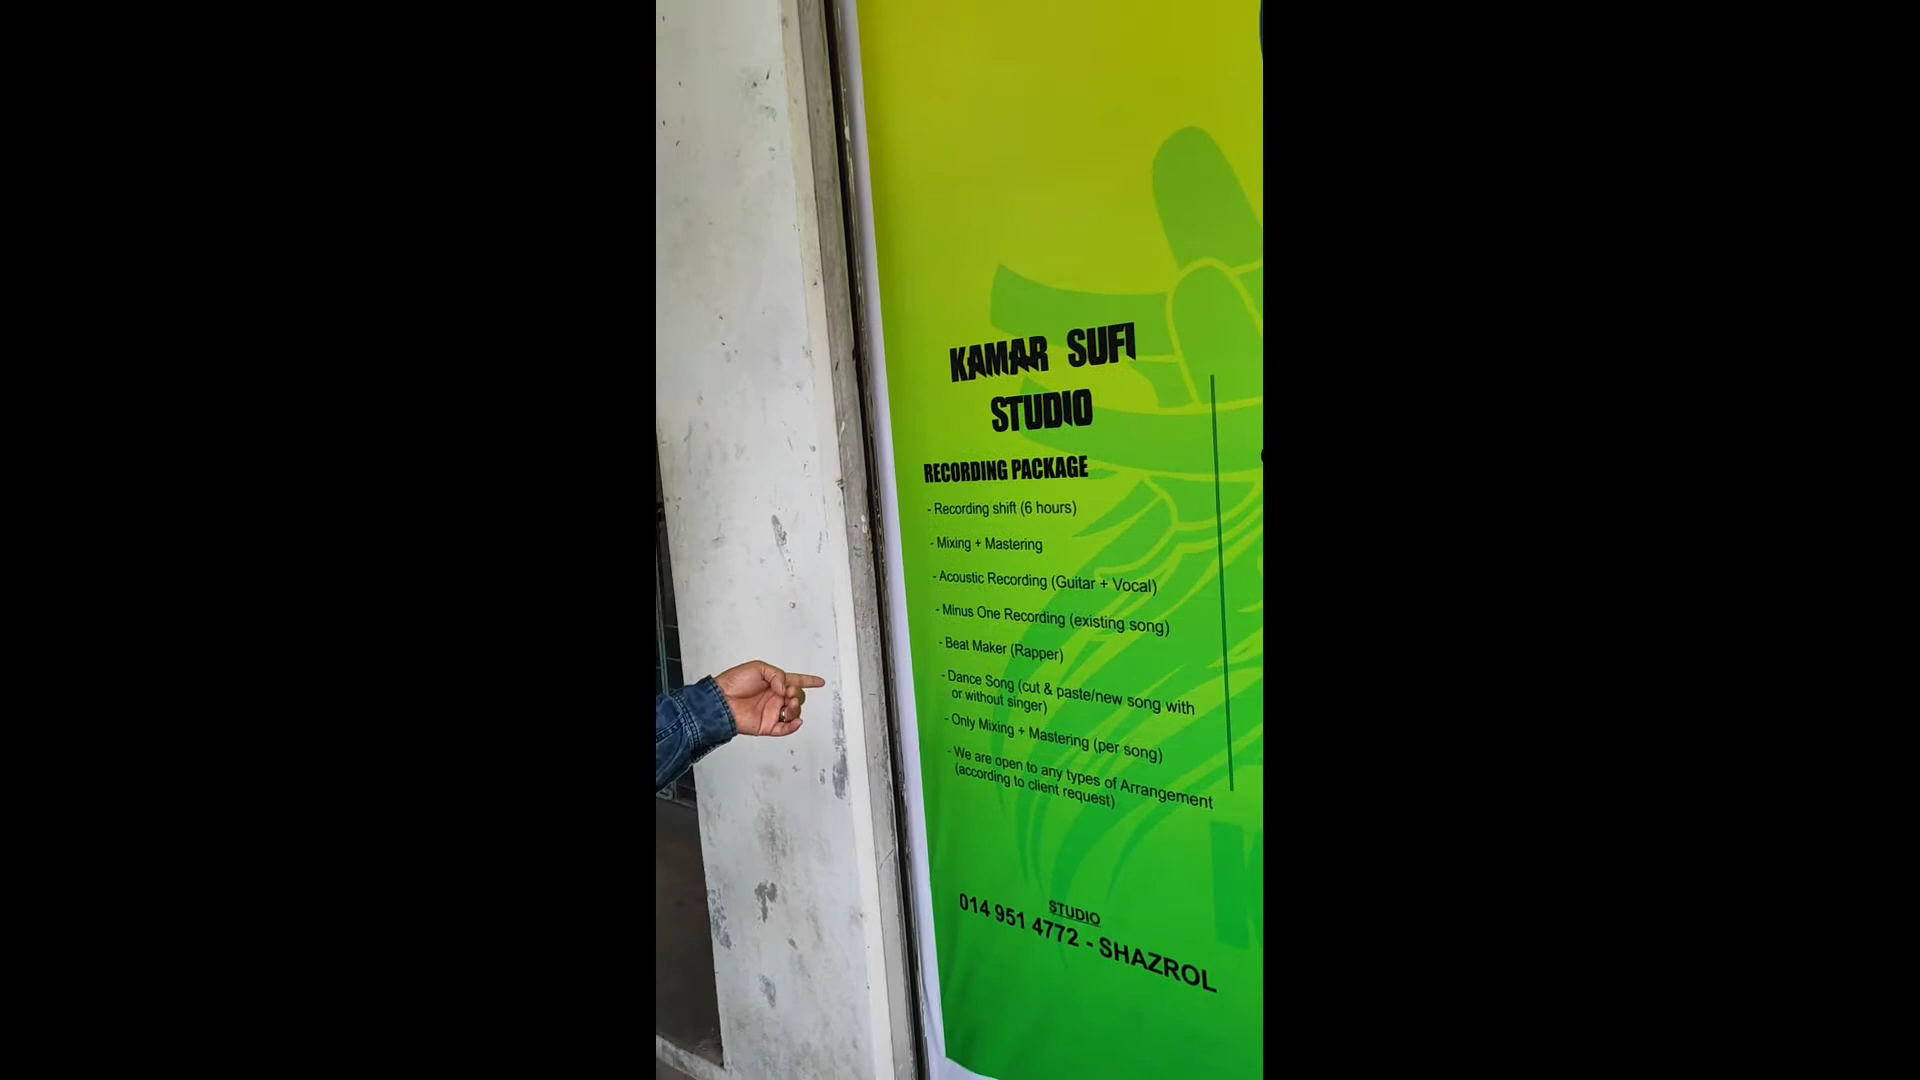 KAMAR SUFI
STUDIO
RECORDING PACKAGE
- Recording shift (6 hours)
- Mixing + Mastering
- Acoustic Recording (Guitar + Vocal)
- Minus One Recording (existing song)
- Beat Maker (Rapper)
- Dance Song (cut & paste/new song with
or without singer)
- Only Mixing + Mastering (per song)
- We are open to any types of Arrangement
(according to client request)
STUDIO
014 951 4772 - SHAZROL